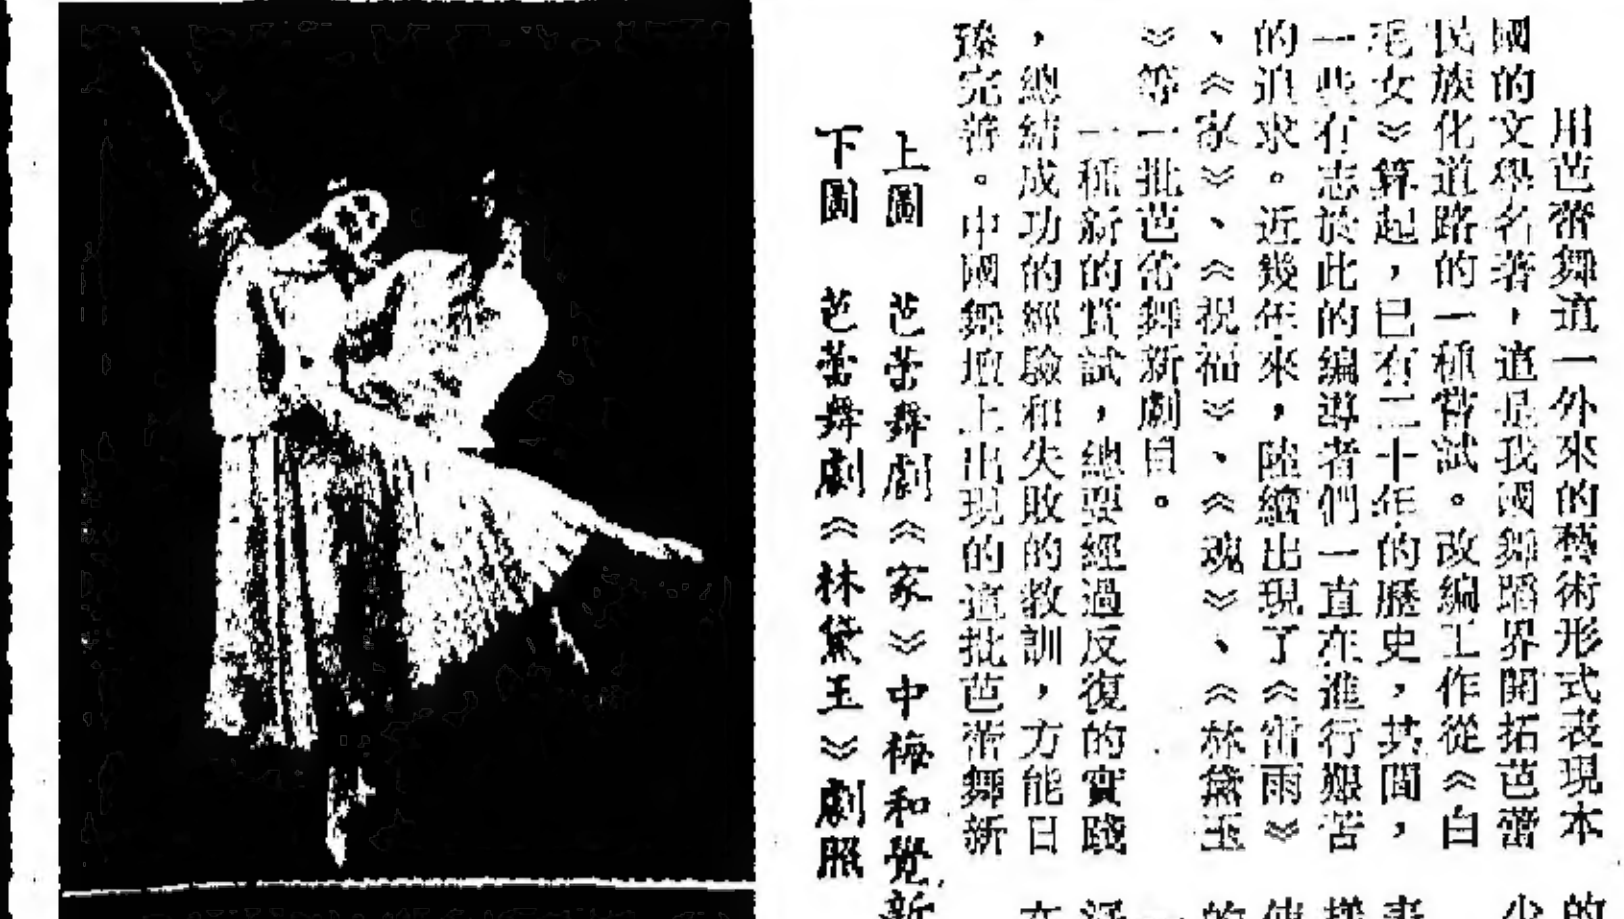 用芭蕾舞這一外來的藝術形式表現本
國的文學名著，這是我國舞蹈界開拓芭蕾
民族化道路的一種嘗試。改編工作從《白
毛女》算起，已有二十年的歷史，其間，
一些有志於此的編導者們一直在進行艱苦
的追求。近幾年來，陸續出現了《雷雨》
、《家》、《祝福》、《魂》、《林黛玉
》等一批芭蕾舞新劇目。
一種新的嘗試，總要經過反復的實踐
，總結成功的經驗和失敗的教訓，方能日
臻完善。中國舞壇上出現的這批芭蕾舞新
上圖　芭蕾舞劇《家》中梅和覺新
下圖　芭蕾舞劇《林黛玉》劇照
的
少
事
樣
使
的
一